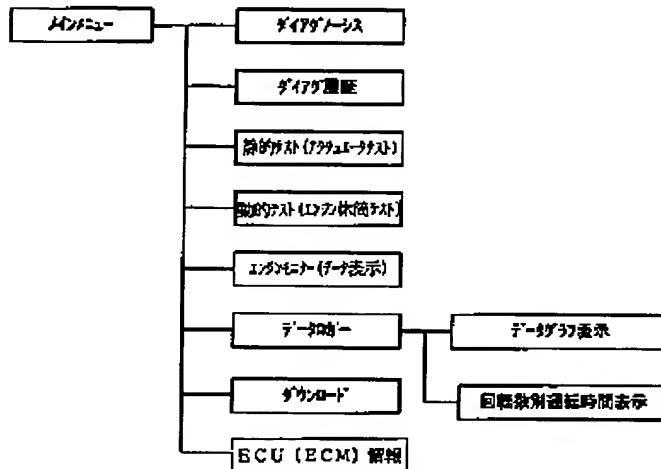 メインメニュー
ダイアグノーシス
ダイアグ履歴
静的テスト(アクチュエータテスト)
動的テスト(エンジン休筒テスト)
エンジンモニター(データ表示)
データロガー
データグラフ表示
ダウンロード
回転数別運転時間表示
ECU(ECM)情報